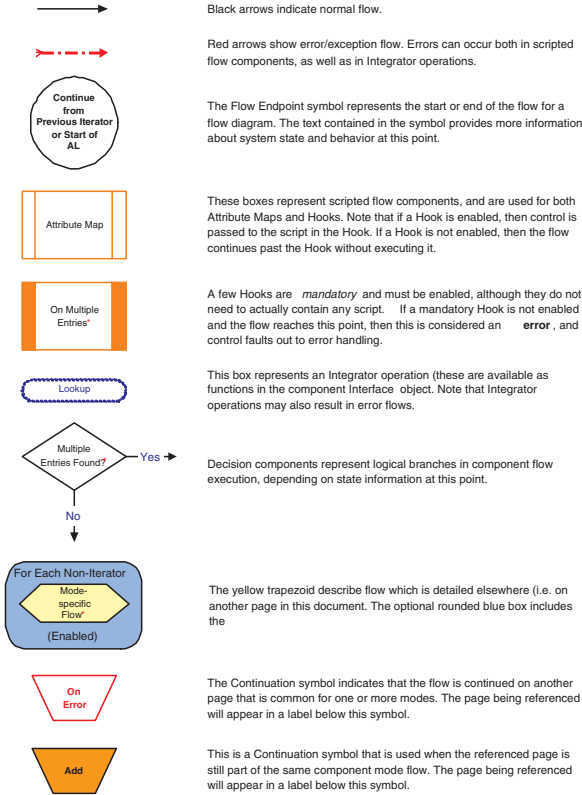 Black arrows indicate normal flow.
Red arrows show error/exception flow. Errors can occur both in scripted
flow components, as well as in Integrator operations.
Continue
from
Previous Iterator
or Start of
AL
The Flow Endpoint symbol represents the start or end of the flow for a
flow diagram. The text contained in the symbol provides more information
about system state and behavior at this point.
Attribute Map
These boxes represent scripted flow components, and are used for both
Attribute Maps and Hooks. Note that if a Hook is enabled, then control is
passed to the script in the Hook. If a Hook is not enabled, then the flow
continues past the Hook without executing it.
On Multiple
Entries*
A few Hooks are mandatory and must be enabled, although they do not
need to actually contain any script. If a mandatory Hook is not enabled
and the flow reaches this point, then this is considered an error , and
control faults out to error handling.
Lookup
This box represents an Integrator operation (these are available as
functions in the component Interface object. Note that Integrator
operations may also result in error flows.
Multiple
Entries Found?*
Yes
No
Decision components represent logical branches in component flow
execution, depending on state information at this point.
For Each Non-Iterator
Mode-
specific
Flow*
(Enabled)
The yellow trapezoid describe flow which is detailed elsewhere (i.e. on
another page in this document. The optional rounded blue box includes
the
On
Error
The Continuation symbol indicates that the flow is continued on another
page that is common for one or more modes. The page being referenced
will appear in a label below this symbol.
Add
This is a Continuation symbol that is used when the referenced page is
still part of the same component mode flow. The page being referenced
will appear in a label below this symbol.